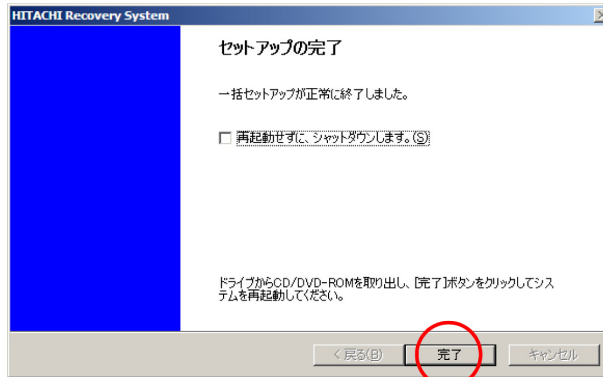 HITACHI Recovery System
セットアップの完了
一括セットアップが正常に終了しました。
再起動せずに、シャットダウンします。(S)
ドライブからCD/DVD-ROMを取り出し、[完了]ボタンをクリックしてシス
テムを再起動してください。
< 戻る(B)
完了
キャンセル